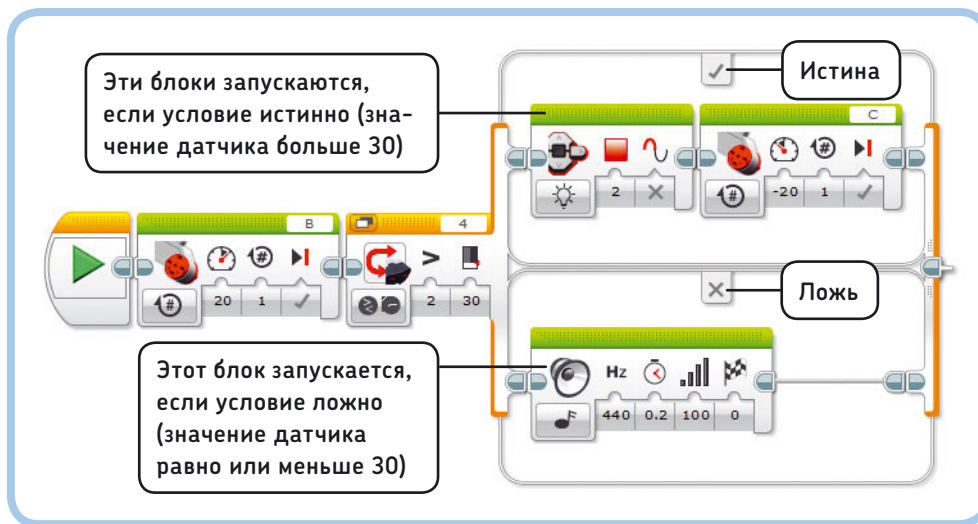 Эти блоки запускаются,
если условие истинно (зна-
чение датчика больше 30)
Истина
C
2
-20 1
B
4
20 1
> 
2 30
Ложь
Этот блок запускается,
если условие ложно
(значение датчика
равно или меньше 30)
Hz
440 0.2 100 0